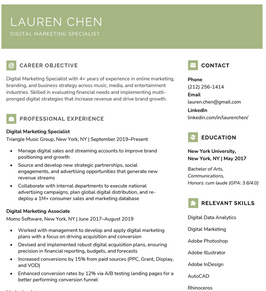 LAUREN CHEN
DIGITAL MARKETING SPECIALIST
CAREER OBJECTIVE
Digital Marketing Specialist with 4+ years of experience in online marketing,
branding, and business strategy across music, media, and entertainment
industries. Skilled in evaluating financial needs and implementing multi-
pronged digital strategies that increase revenue and drive brand growth.
PROFESSIONAL EXPERIENCE
Digital Marketing Specialist
Triangle Music Group, New York, NY | September 2019–Present
• Manage digital sales and streaming accounts to improve brand
positioning and growth
• Source and develop new strategic partnerships, social
engagements, and advertising opportunities that generate new
revenue streams
• Collaborate with internal departments to execute national
advertising campaigns, plan global digital distribution, and re-
deploy a 1M+ consumer sales and marketing database
Digital Marketing Associate
Momo Software, New York, NY | June 2017–August 2019
• Worked with management to develop and apply digital marketing
plans with a focus on driving acquisition and conversion
• Devised and implemented robust digital acquisition plans, ensuring
precision in financial reporting, budgets, and forecasts
• Increased conversions by 15% from paid sources (PPC, Grant, Display,
and VOD)
• Enhanced conversion rates by 12% via A/B testing landing pages for a
better performing conversion funnel
CONTACT
Phone
(212) 256-1414
Email
lauren.chen@gmail.com
LinkedIn
linkedin.com/in/laurenchen/
EDUCATION
New York University,
New York, NY | May 2017
Bachelor of Arts,
Communications,
Honors: cum laude (GPA: 3.6/4.0)
RELEVANT SKILLS
Digital Data Analytics
Digital Marketing
Adobe Photoshop
Adobe Illustrator
Adobe InDesign
AutoCAD
Rhinoceros